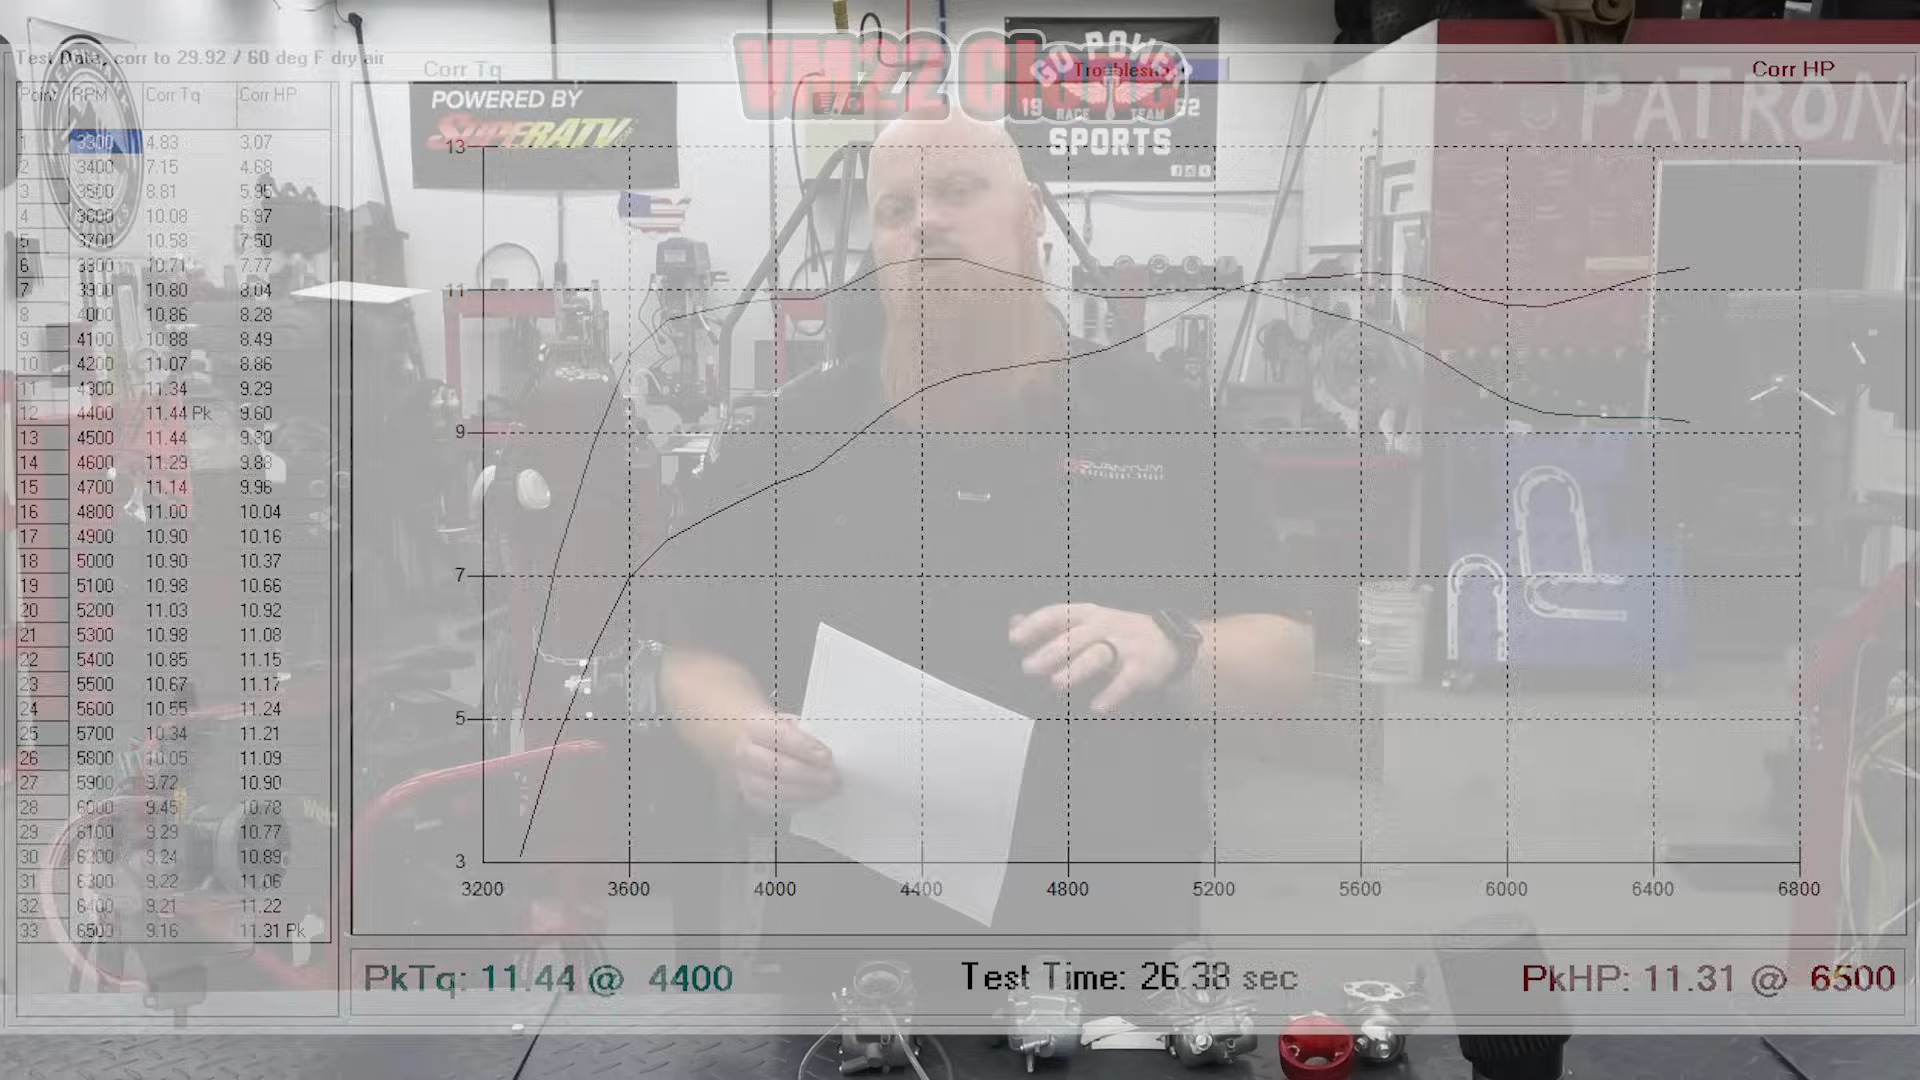 Test Data, corr to 29.92 / 60 deg F dry air
Point RPM Corr Tq Corr HP
1 3300 4.83 3.07
2 3400 7.15 4.68
3 3500 8.81 5.95
4 3600 10.08 6.97
5 3700 10.58 7.50
6 3800 10.71 7.77
7 3900 10.80 8.04
8 4000 10.86 8.28
9 4100 10.88 8.49
10 4200 11.07 8.86
11 4300 11.34 9.29
12 4400 11.44 Pk 9.60
13 4500 11.44 9.80
14 4600 11.29 9.88
15 4700 11.14 9.96
16 4800 11.00 10.04
17 4900 10.90 10.16
18 5000 10.90 10.37
19 5100 10.98 10.66
20 5200 11.03 10.92
21 5300 10.98 11.08
22 5400 10.85 11.15
23 5500 10.67 11.17
24 5600 10.55 11.24
25 5700 10.34 11.21
26 5800 10.05 11.09
27 5900 9.72 10.90
28 6000 9.45 10.78
29 6100 9.29 10.77
30 6200 9.24 10.89
31 6300 9.22 11.06
32 6400 9.21 11.22
33 6500 9.16 11.31 Pk
Corr Tq
VM22 Clone
Corr HP
POWERED BY
SUPERATV
GO POWER
19 62
RACE TEAM
SPORTS
PATRONS
QUANTUM
MACHINERY GROUP
13
11
9
7
5
3
3200 3600 4000 4400 4800 5200 5600 6000 6400 6800
PkTq: 11.44 @ 4400
Test Time: 26.38 sec
PkHP: 11.31 @ 6500